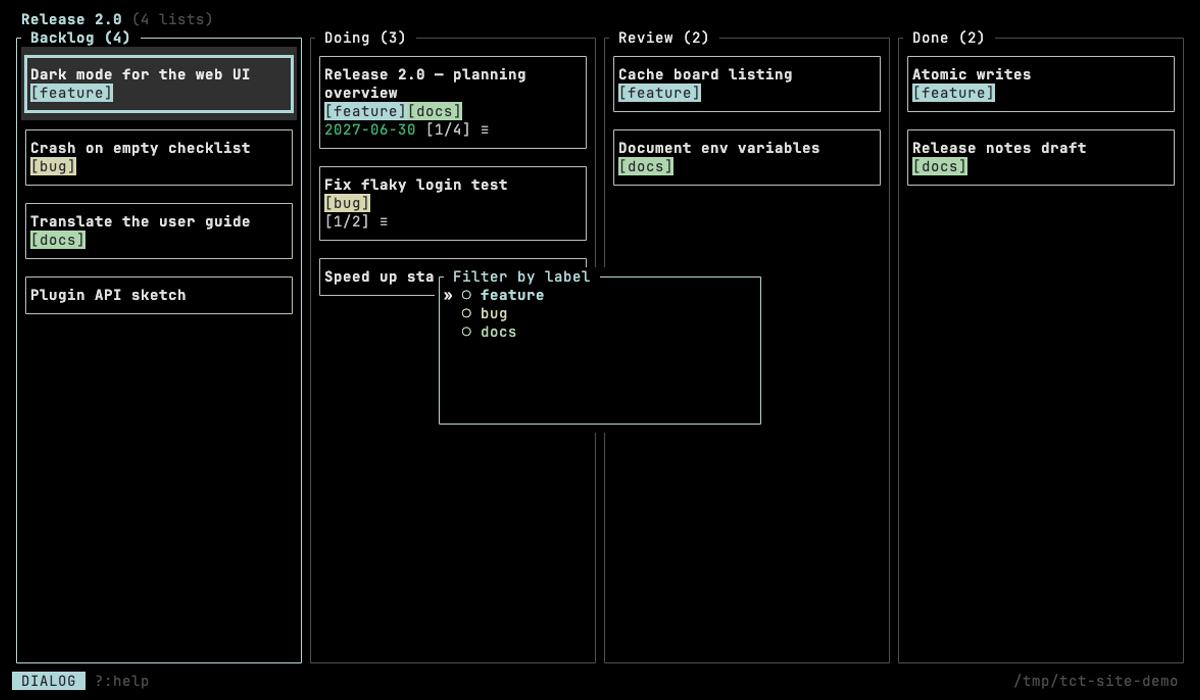 Release 2.0 (4 lists)
Backlog (4)
Dark mode for the web UI
[feature]
Crash on empty checklist
[bug]
Translate the user guide
[docs]
Plugin API sketch
Doing (3)
Release 2.0 — planning
overview
[feature][docs]
2027-06-30 [1/4] ≡
Fix flaky login test
[bug]
[1/2] ≡
Speed up sta
Review (2)
Cache board listing
[feature]
Document env variables
[docs]
Done (2)
Atomic writes
[feature]
Release notes draft
[docs]
Filter by label
» ○ feature
○ bug
○ docs
DIALOG ?:help
/tmp/tct-site-demo